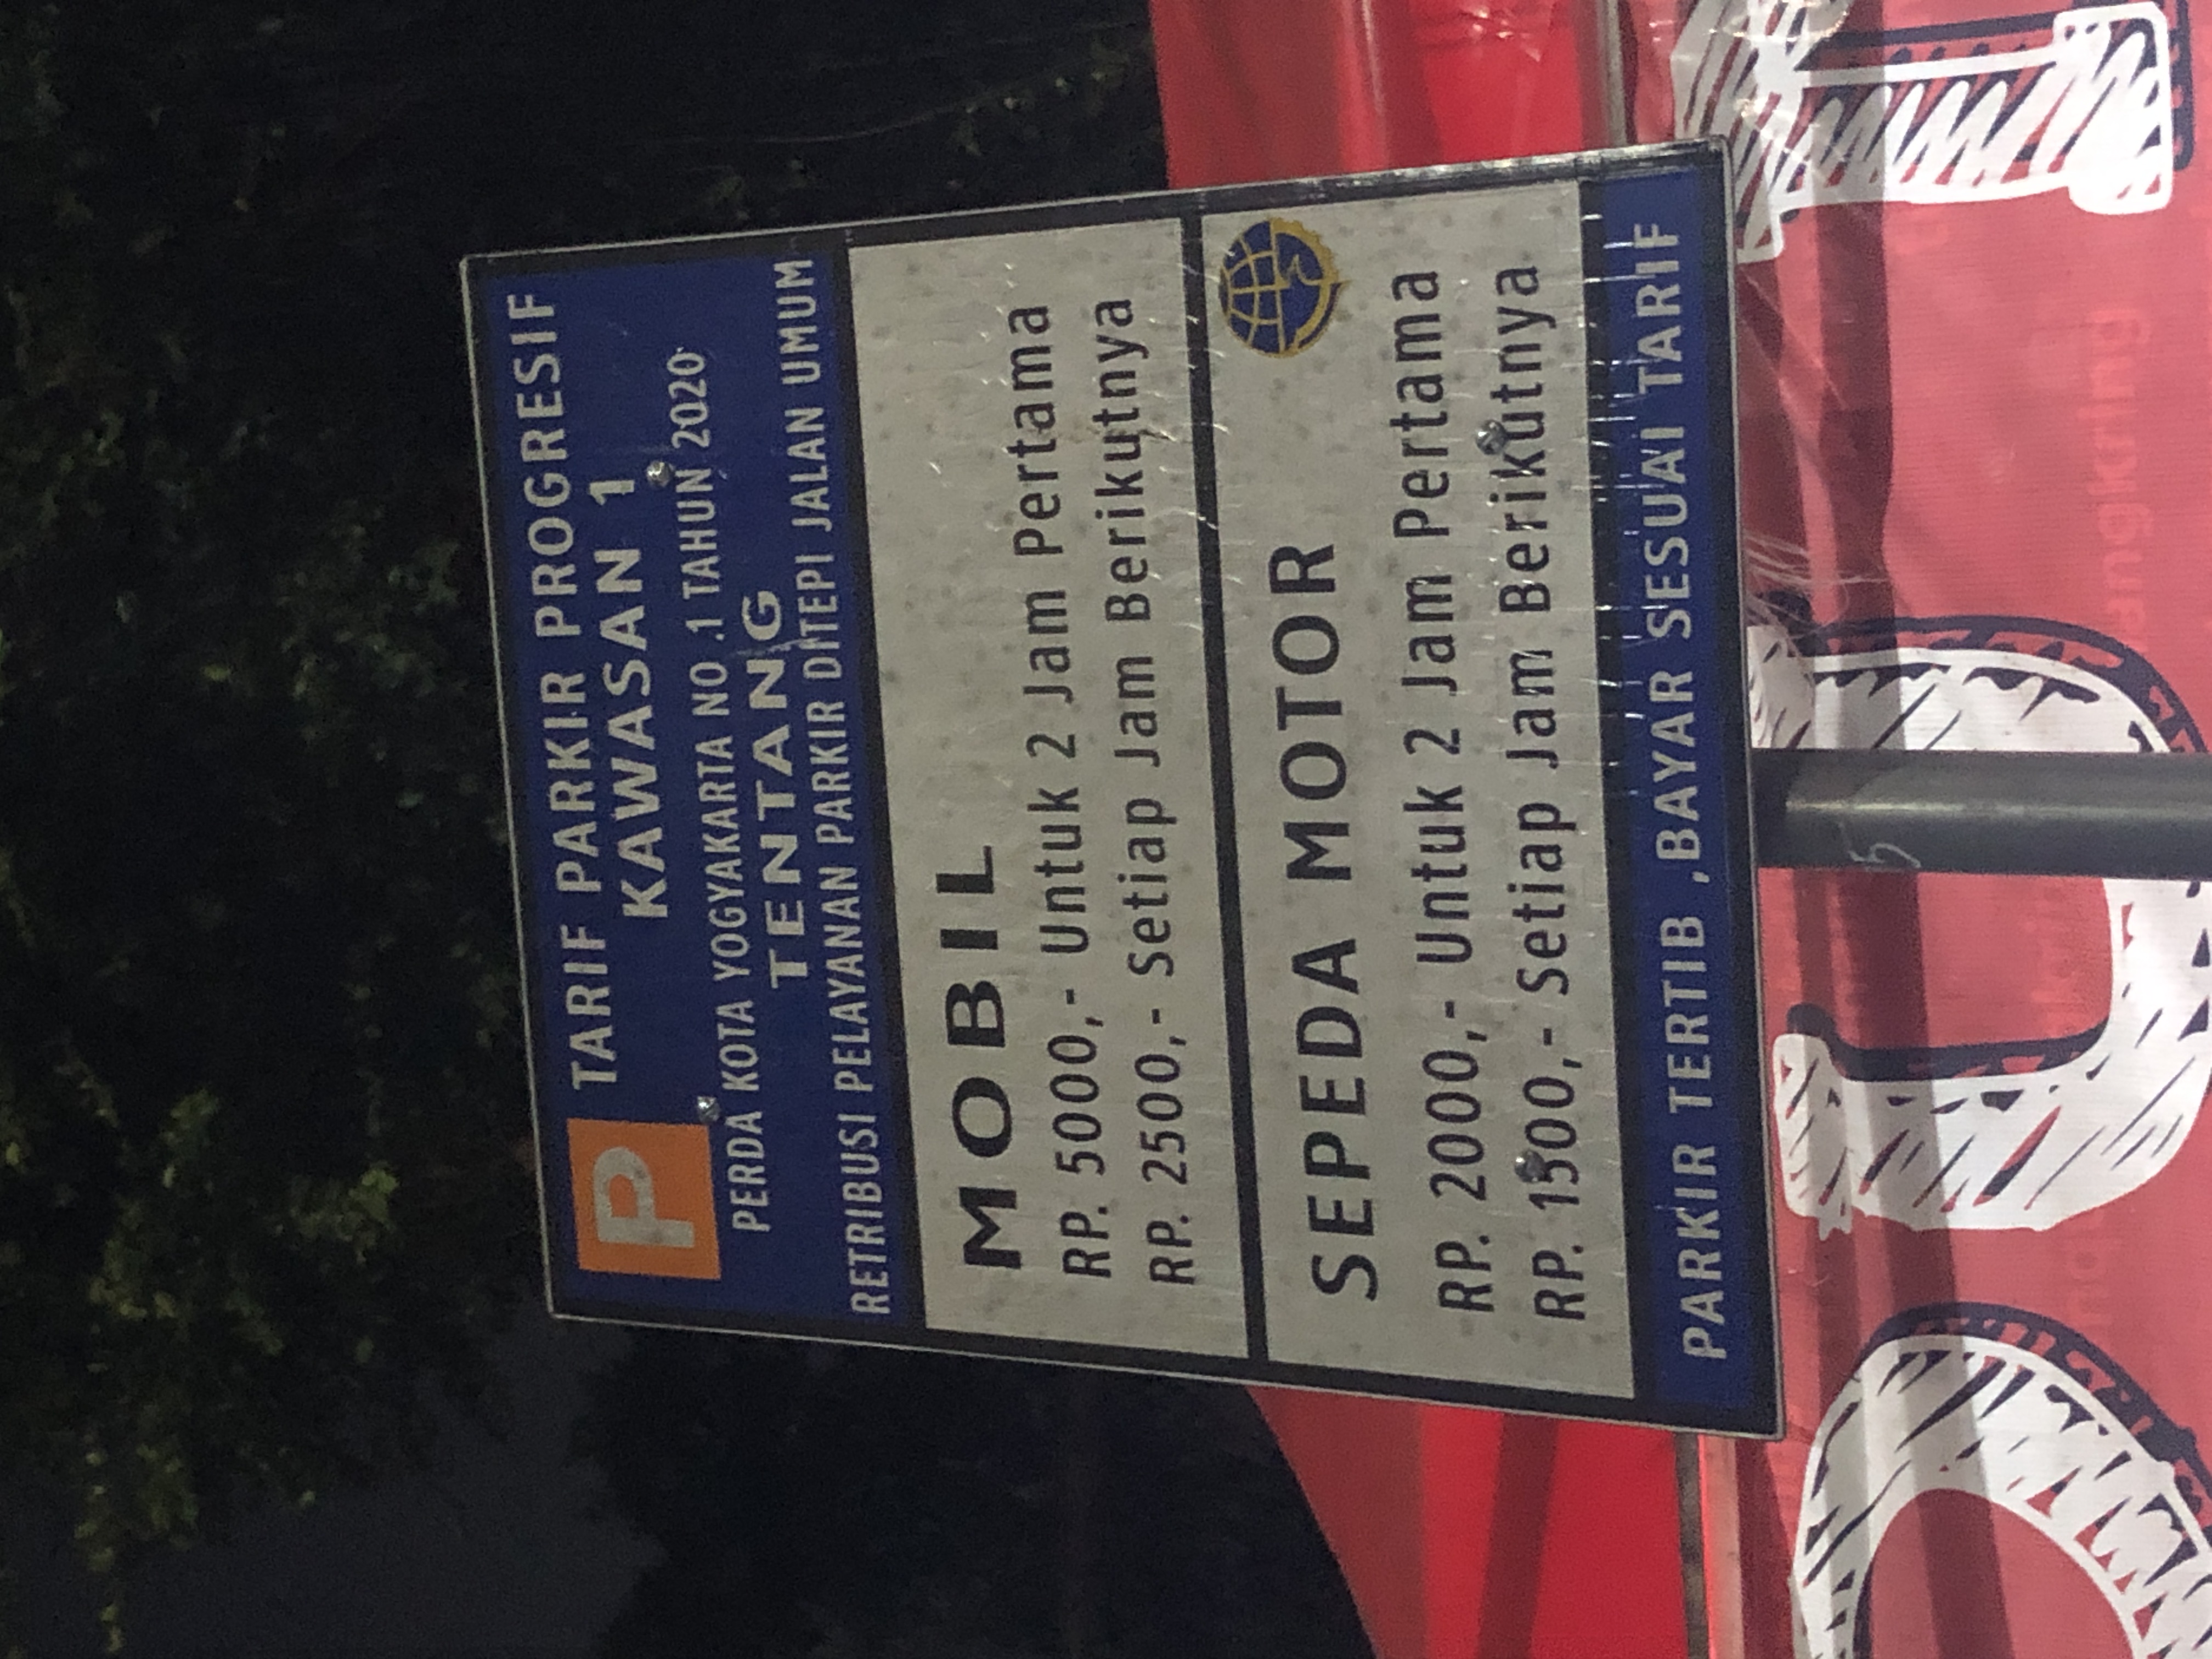 P TARIF PARKIR PROGRESIF
KAWASAN 1
PERDA KOTA YOGYAKARTA NO .1 TAHUN 2020
TENTANG
RETRIBUSI PELAYANAN PARKIR DITEPI JALAN UMUM
MOBIL
RP. 5000,- Untuk 2 Jam Pertama
RP. 2500,- Setiap Jam Berikutnya
SEPEDA MOTOR
RP. 2000,- Untuk 2 Jam Pertama
RP. 1500,- Setiap Jam Berikutnya
PARKIR TERTIB ,BAYAR SESUAI TARIF